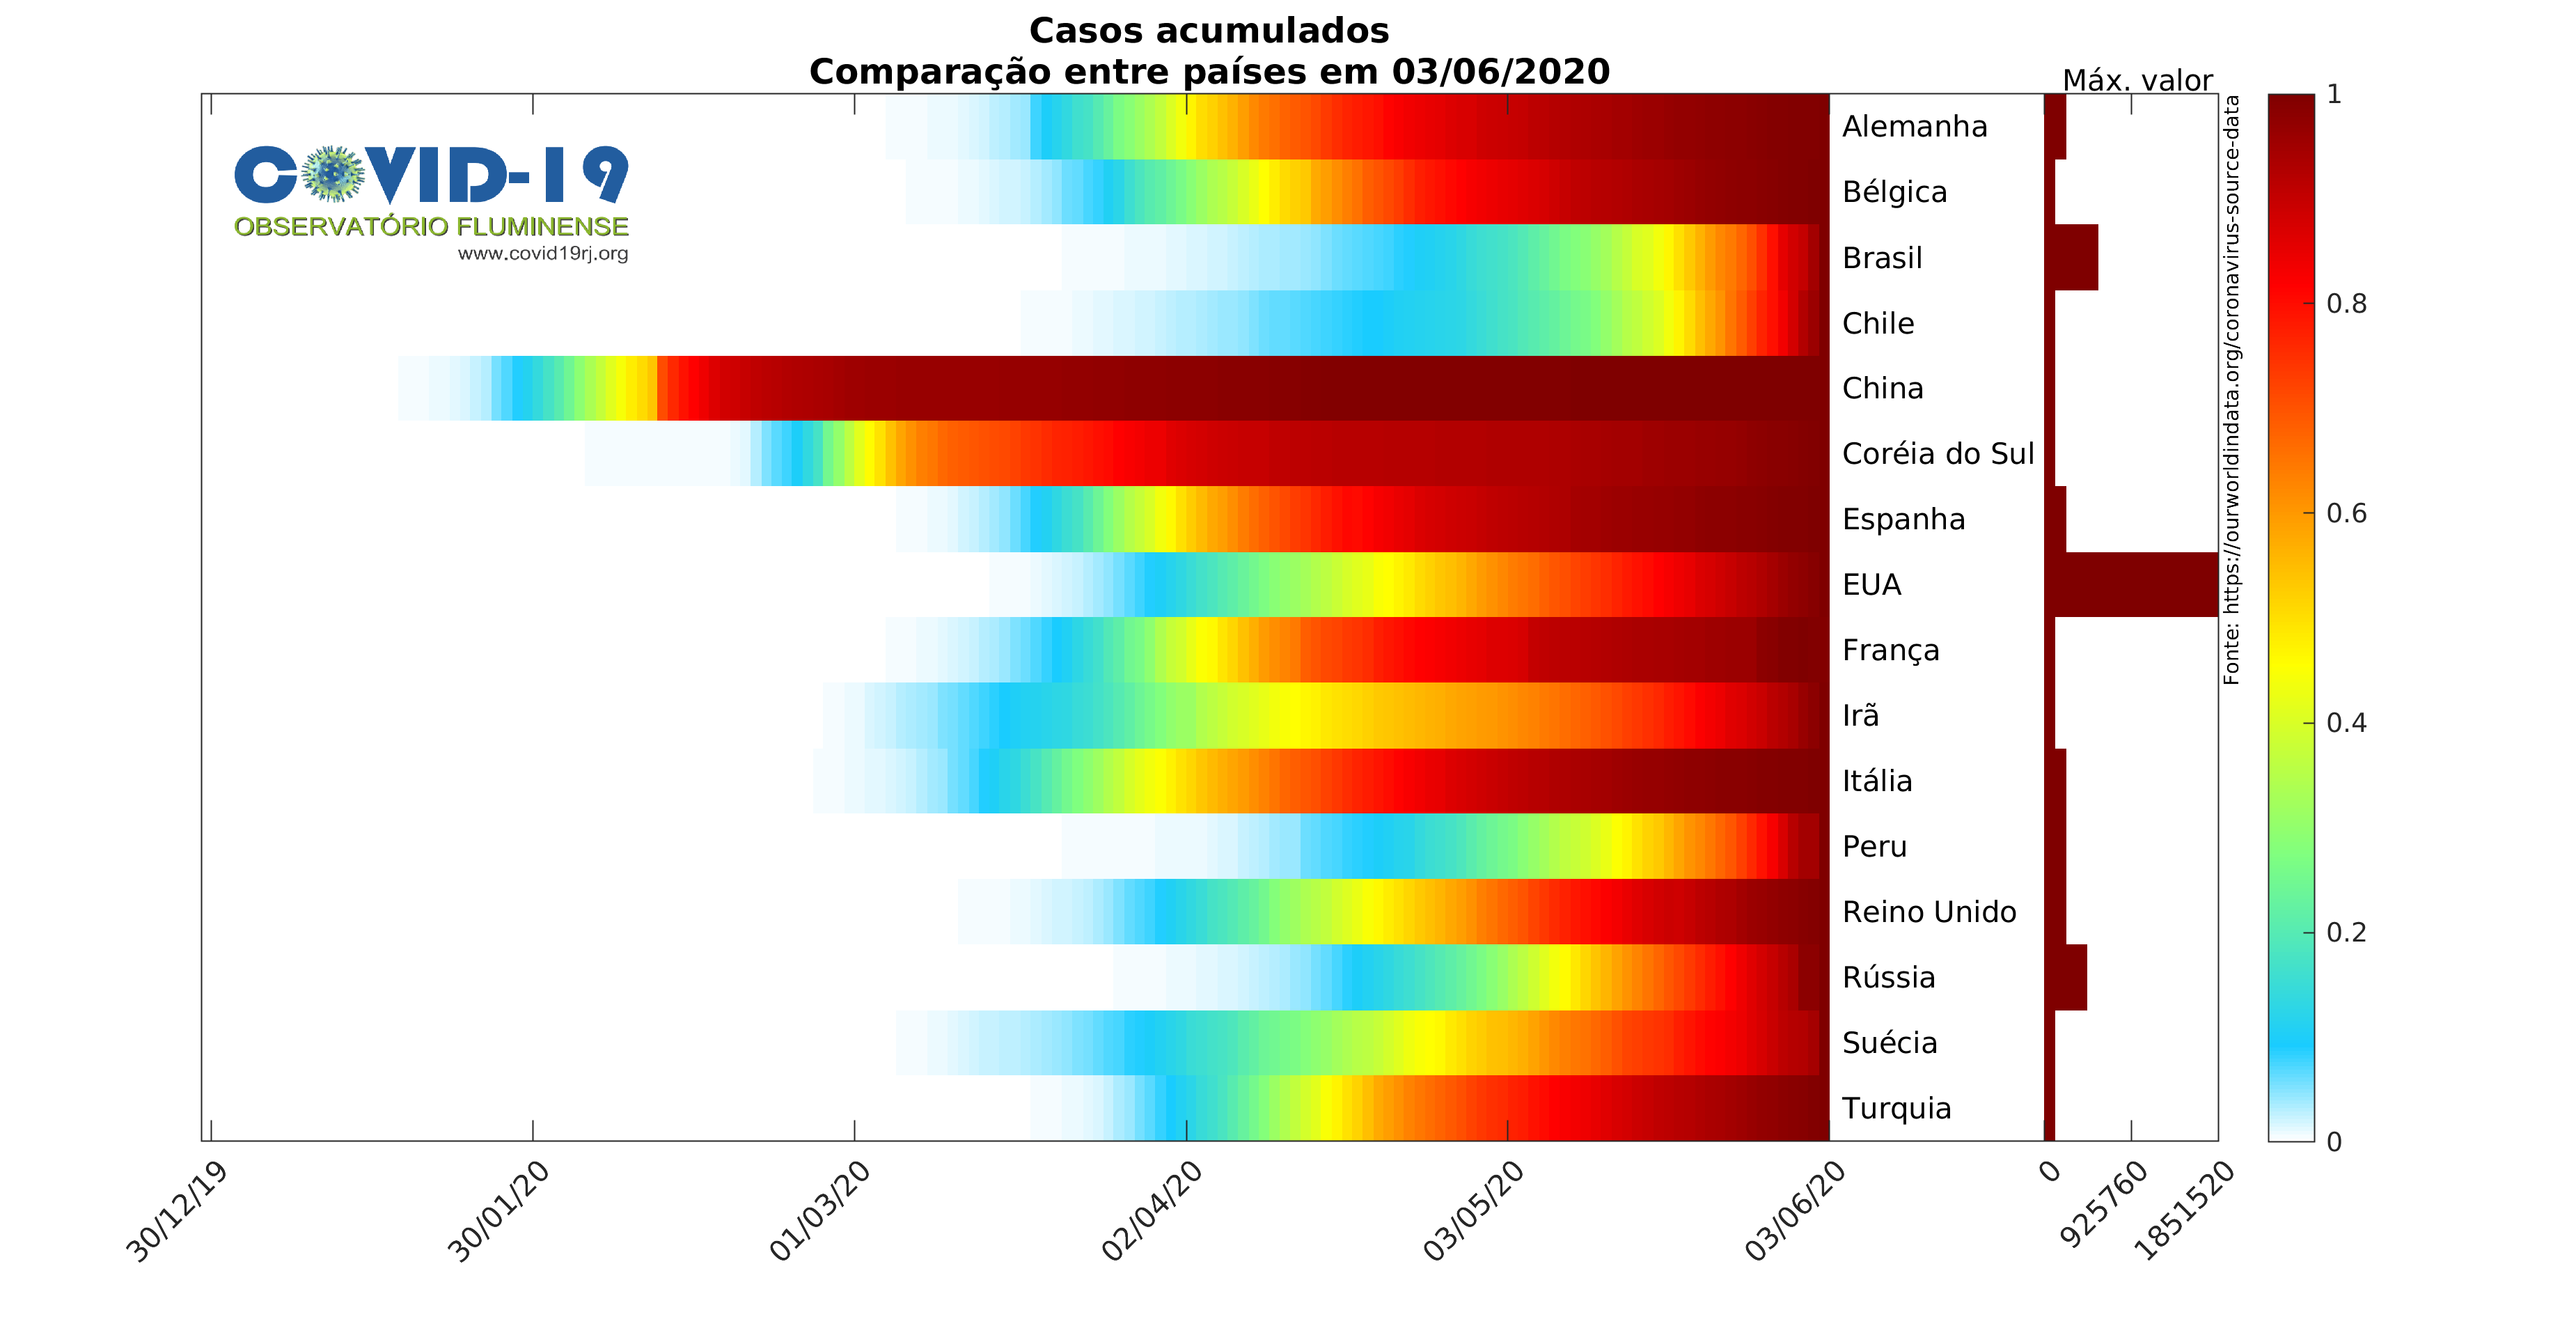 Casos acumulados
Comparação entre países em 03/06/2020
Máx. valor
COVID-19
OBSERVATÓRIO FLUMINENSE
www.covid19rj.org
Alemanha
Bélgica
Brasil
Chile
China
Coréia do Sul
Espanha
EUA
França
Irã
Itália
Peru
Reino Unido
Rússia
Suécia
Turquia
Fonte: https://ourworldindata.org/coronavirus-source-data
1
0.8
0.6
0.4
0.2
0
30/12/19
30/01/20
01/03/20
02/04/20
03/05/20
03/06/20
0
925760
1851520